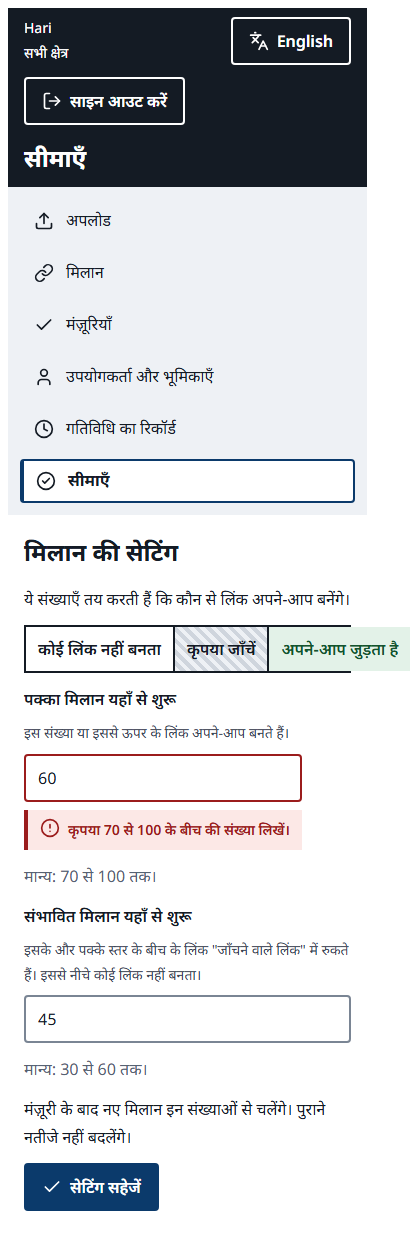 Hari
सभी क्षेत्र
English
साइन आउट करें
सीमाएँ
अपलोड
मिलान
मंज़ूरियाँ
उपयोगकर्ता और भूमिकाएँ
गतिविधि का रिकॉर्ड
सीमाएँ
मिलान की सेटिंग
ये संख्याएँ तय करती हैं कि कौन से लिंक अपने-आप बनेंगे।
कोई लिंक नहीं बनता
कृपया जाँचें
अपने-आप जुड़ता है
पक्का मिलान यहाँ से शुरू
इस संख्या या इससे ऊपर के लिंक अपने-आप बनते हैं।
60
कृपया 70 से 100 के बीच की संख्या लिखें।
मान्य: 70 से 100 तक।
संभावित मिलान यहाँ से शुरू
इसके और पक्के स्तर के बीच के लिंक "जाँचने वाले लिंक" में रुकते
हैं। इससे नीचे कोई लिंक नहीं बनता।
45
मान्य: 30 से 60 तक।
मंज़ूरी के बाद नए मिलान इन संख्याओं से चलेंगे। पुराने
नतीजे नहीं बदलेंगे।
सेटिंग सहेजें